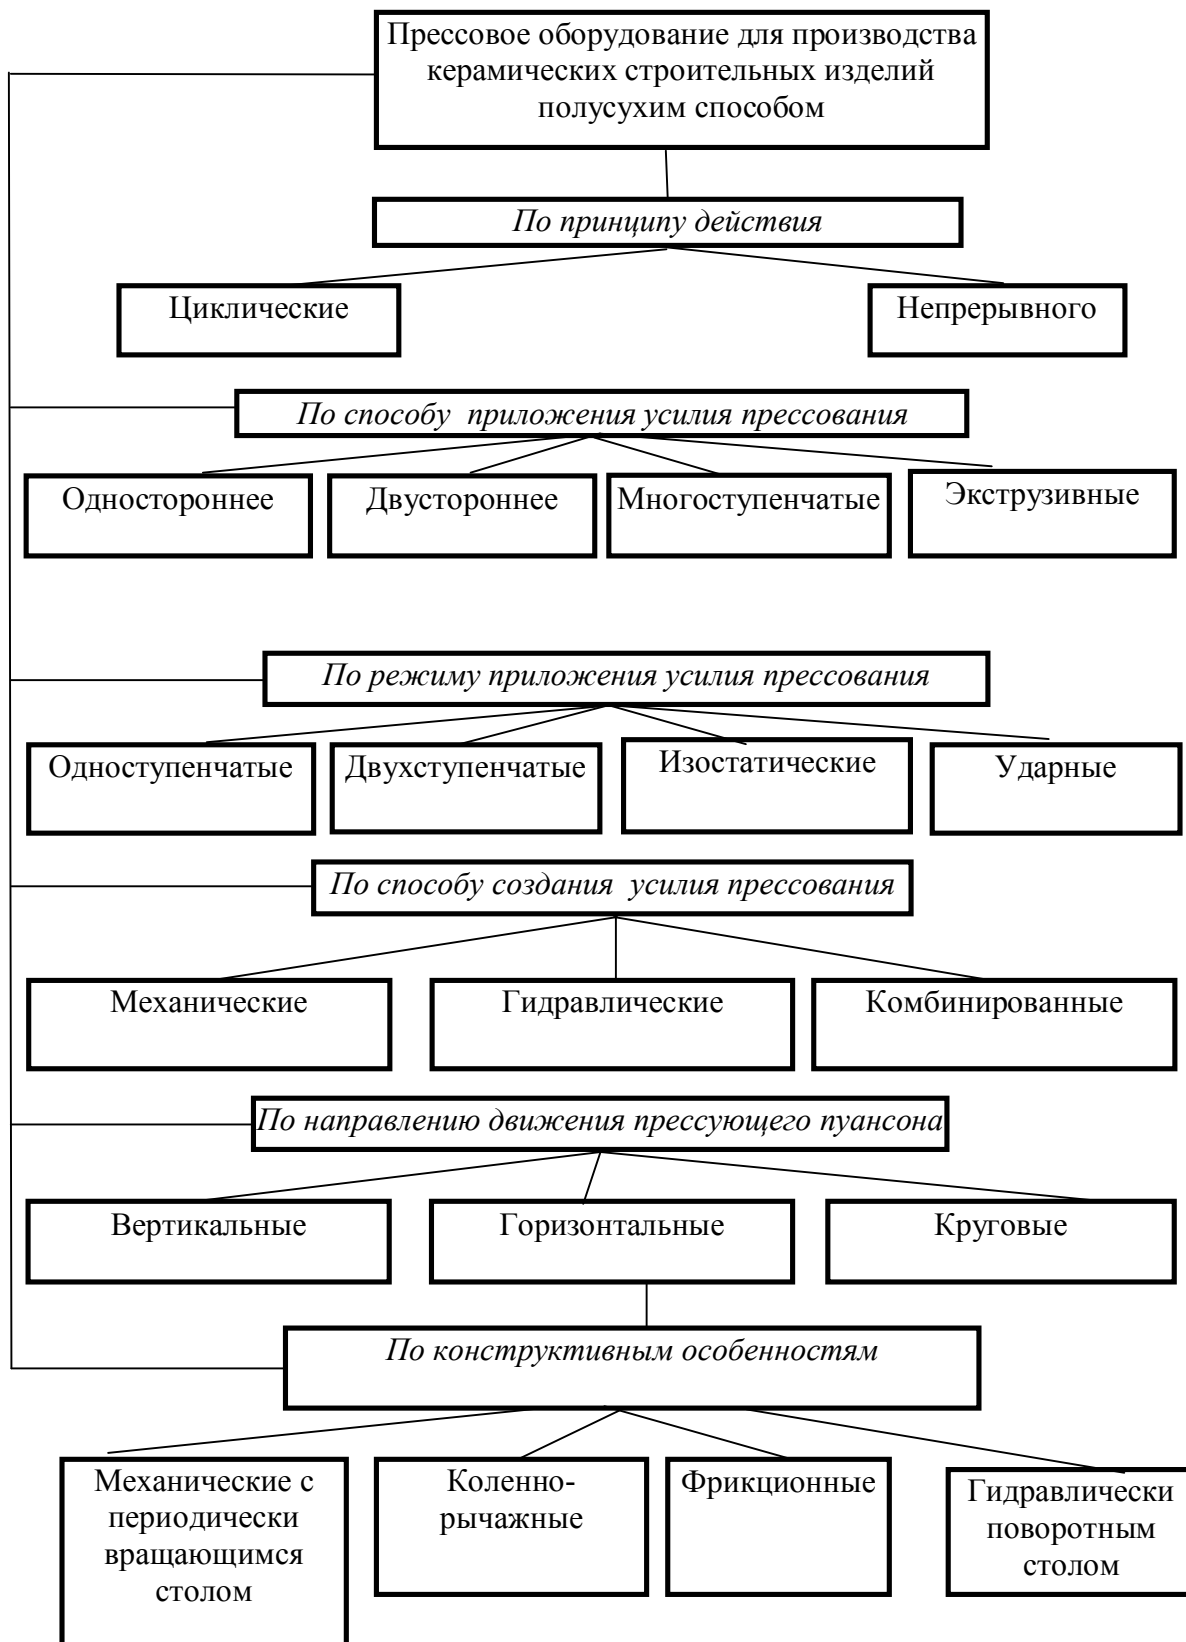 Прессовое оборудование для производства
керамических строительных изделий
полусухим способом
По принципу действия
Циклические
Непрерывного
По способу приложения усилия прессования
Одностороннее
Двустороннее
Многоступенчатые
Экструзивные
По режиму приложения усилия прессования
Одноступенчатые
Двухступенчатые
Изостатические
Ударные
По способу создания усилия прессования
Механические
Гидравлические
Комбинированные
По направлению движения прессующего пуансона
Вертикальные
Горизонтальные
Круговые
По конструктивным особенностям
Механические с
периодически
вращающимся
столом
Коленно-
рычажные
Фрикционные
Гидравлически
поворотным
столом